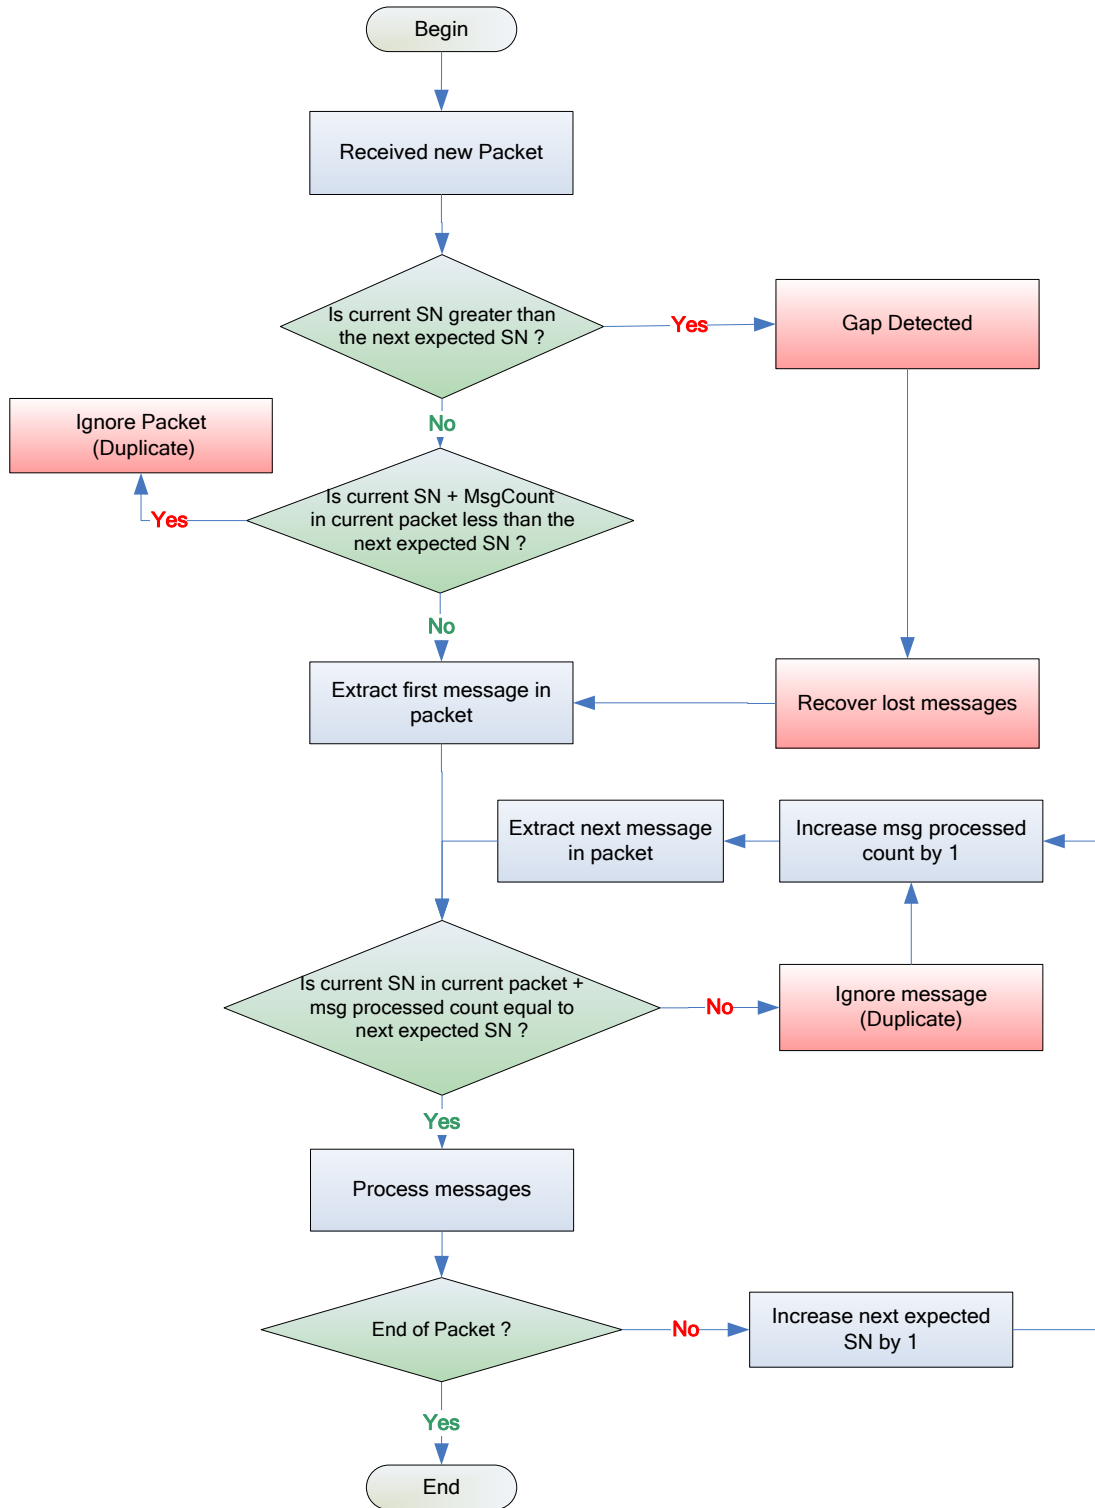 Begin
Received new Packet
Is current SN greater than
the next expected SN ?
Yes
Gap Detected
No
Ignore Packet
(Duplicate)
Is current SN + MsgCount
in current packet less than the
next expected SN ?
Yes
No
Extract first message in
packet
Recover lost messages
Extract next message
in packet
Increase msg processed
count by 1
Is current SN in current packet +
msg processed count equal to
next expected SN ?
No
Ignore message
(Duplicate)
Yes
Process messages
End of Packet ?
No
Increase next expected
SN by 1
Yes
End